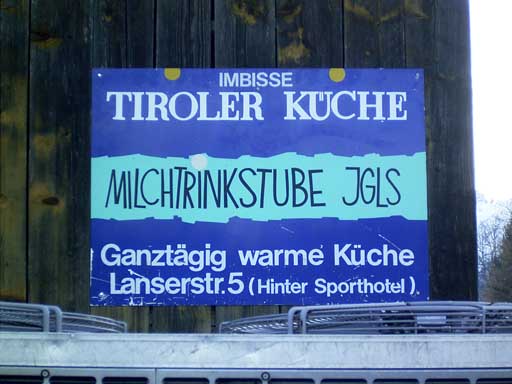 IMBISSE
TIROLER KÜCHE
MILCHTRINKSTUBE JGLS
Ganztägig warme Küche
Lanserstr.5 (Hinter Sporthotel)